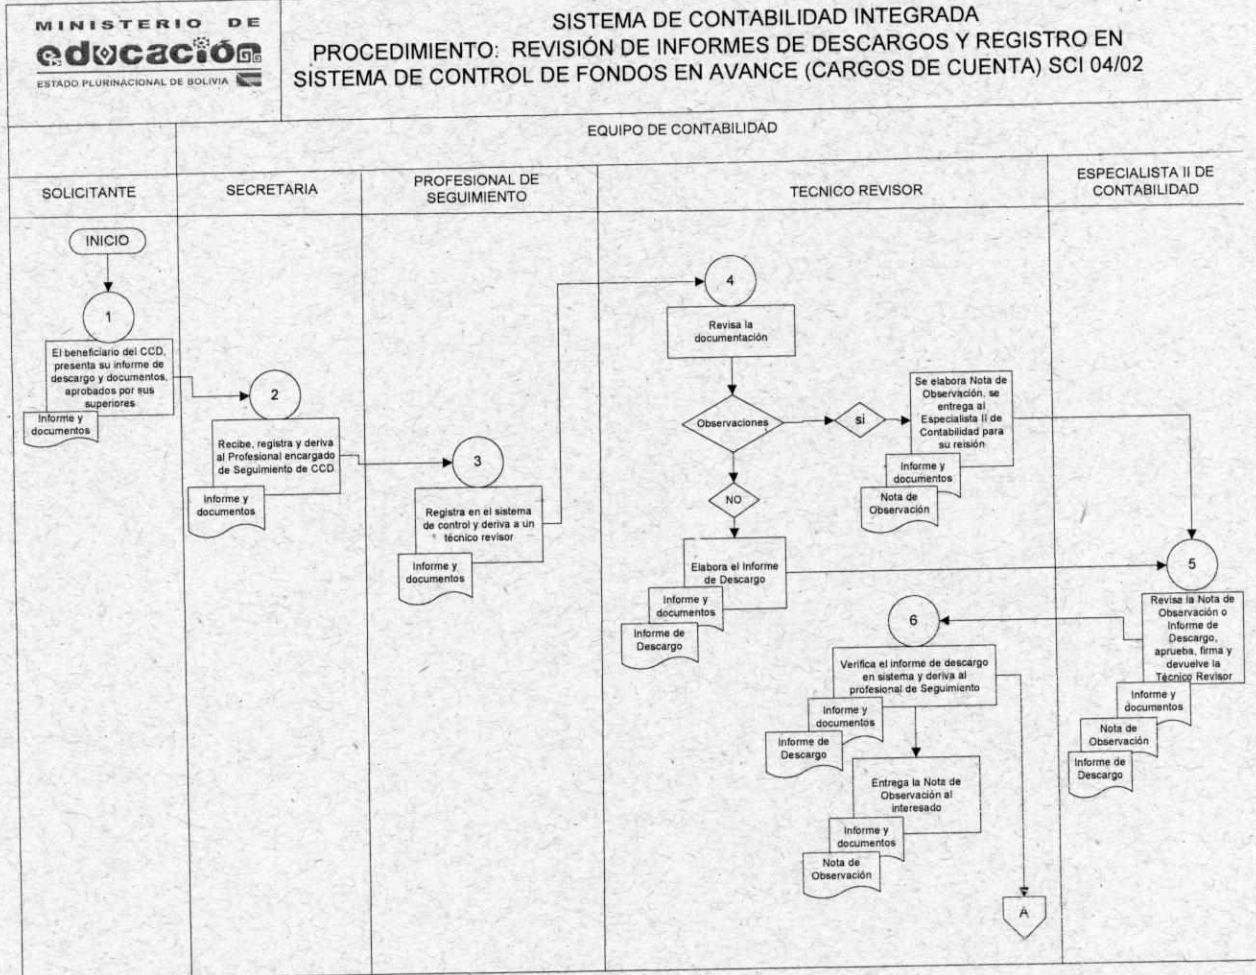 MINISTERIO DE
educación
ESTADO PLURINACIONAL DE BOLIVIA
SISTEMA DE CONTABILIDAD INTEGRADA
PROCEDIMIENTO: REVISIÓN DE INFORMES DE DESCARGOS Y REGISTRO EN
SISTEMA DE CONTROL DE FONDOS EN AVANCE (CARGOS DE CUENTA) SCI 04/02
EQUIPO DE CONTABILIDAD
SOLICITANTE
SECRETARIA
PROFESIONAL DE
SEGUIMIENTO
TECNICO REVISOR
ESPECIALISTA II DE
CONTABILIDAD
INICIO
1
El beneficiario del CCD,
presenta su informe de
descargo y documentos,
aprobados por sus
superiores
Informe y
documentos
2
Recibe, registra y deriva
al Profesional encargado
de Seguimiento de CCD
Informe y
documentos
3
Registra en el sistema
de control y deriva a un
técnico revisor
Informe y
documentos
4
Revisa la
documentación
Observaciones
si
Se elabora Nota de
Observación, se
entrega al
Especialista II de
Contabilidad para
su reisión
Informe y
documentos
Nota de
Observación
NO
Elabora el Informe
de Descargo
Informe y
documentos
Informe de
Descargo
5
Revisa la Nota de
Observación o
Informe de
Descargo,
aprueba, firma y
devuelve la
Técnico Revisor
Informe y
documentos
Nota de
Observación
Informe de
Descargo
6
Verifica el informe de descargo
en sistema y deriva al
profesional de Seguimiento
Informe y
documentos
Informe de
Descargo
Entrega la Nota de
Observación al
interesado
Informe y
documentos
Nota de
Observación
A